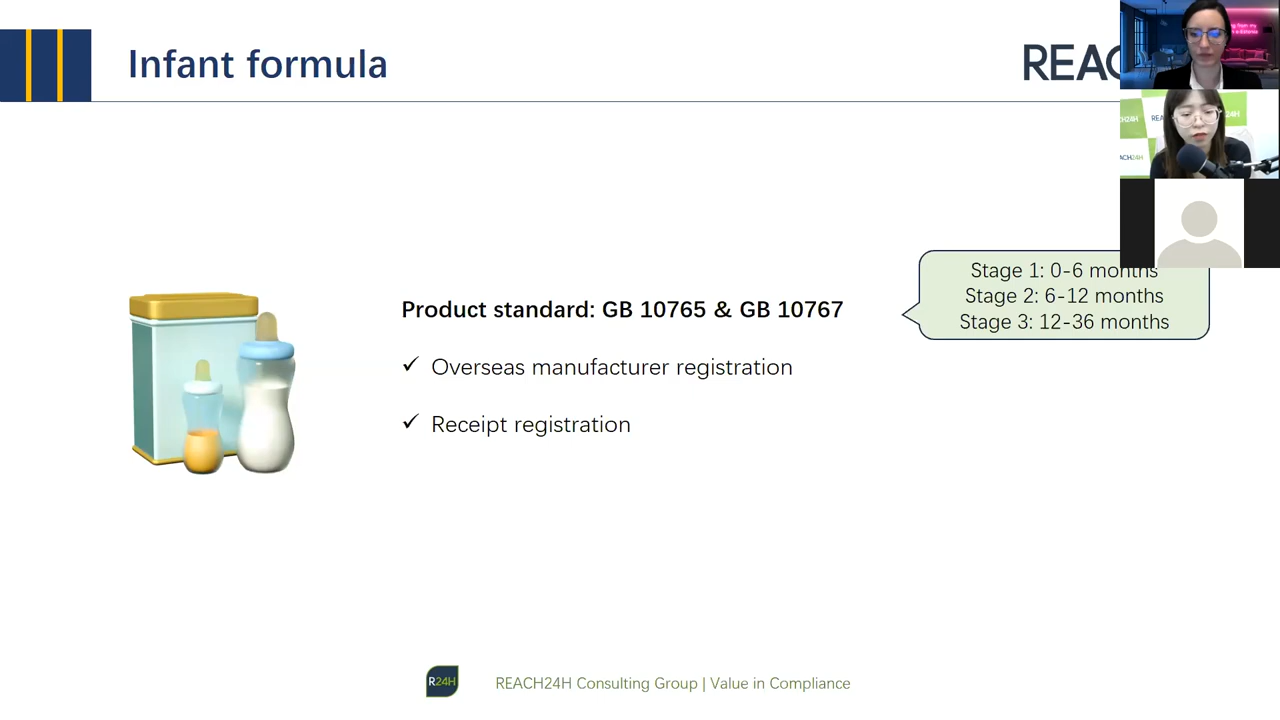 Infant formula
REAC
Stage 1: 0-6 months
Stage 2: 6-12 months
Stage 3: 12-36 months
Product standard: GB 10765 & GB 10767
✓ Overseas manufacturer registration
✓ Receipt registration
R24H
REACH24H Consulting Group | Value in Compliance
REACH24H